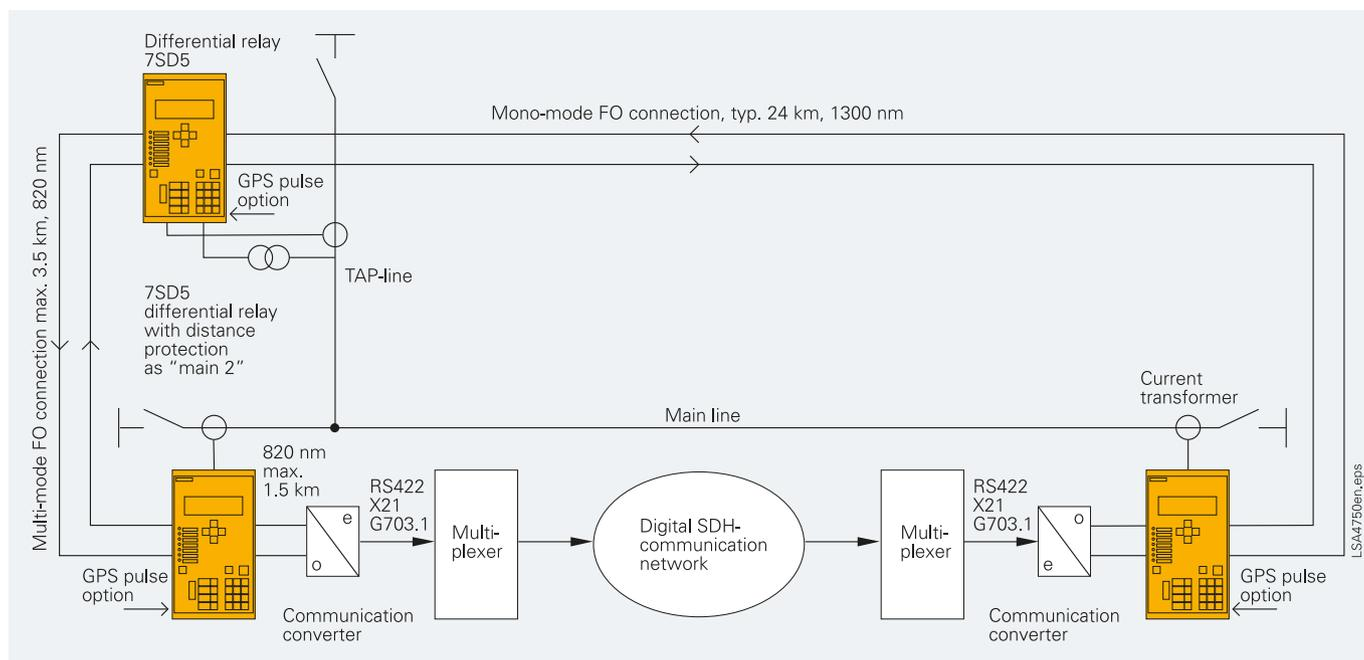 Differential relay
7SD5
Mono-mode FO connection, typ. 24 km, 1300 nm
Multi-mode FO connection max. 3.5 km, 820 nm
GPS pulse
option
TAP-line
7SD5
differential relay
with distance
protection
as “main 2”
Current
transformer
Main line
820 nm
max.
1.5 km
RS422
X21
G703.1
e
o
Multi-
plexer
Digital SDH-
communication
network
Multi-
plexer
RS422
X21
G703.1
o
e
GPS pulse
option
Communication
converter
Communication
converter
GPS pulse
option
LSA4750en.eps